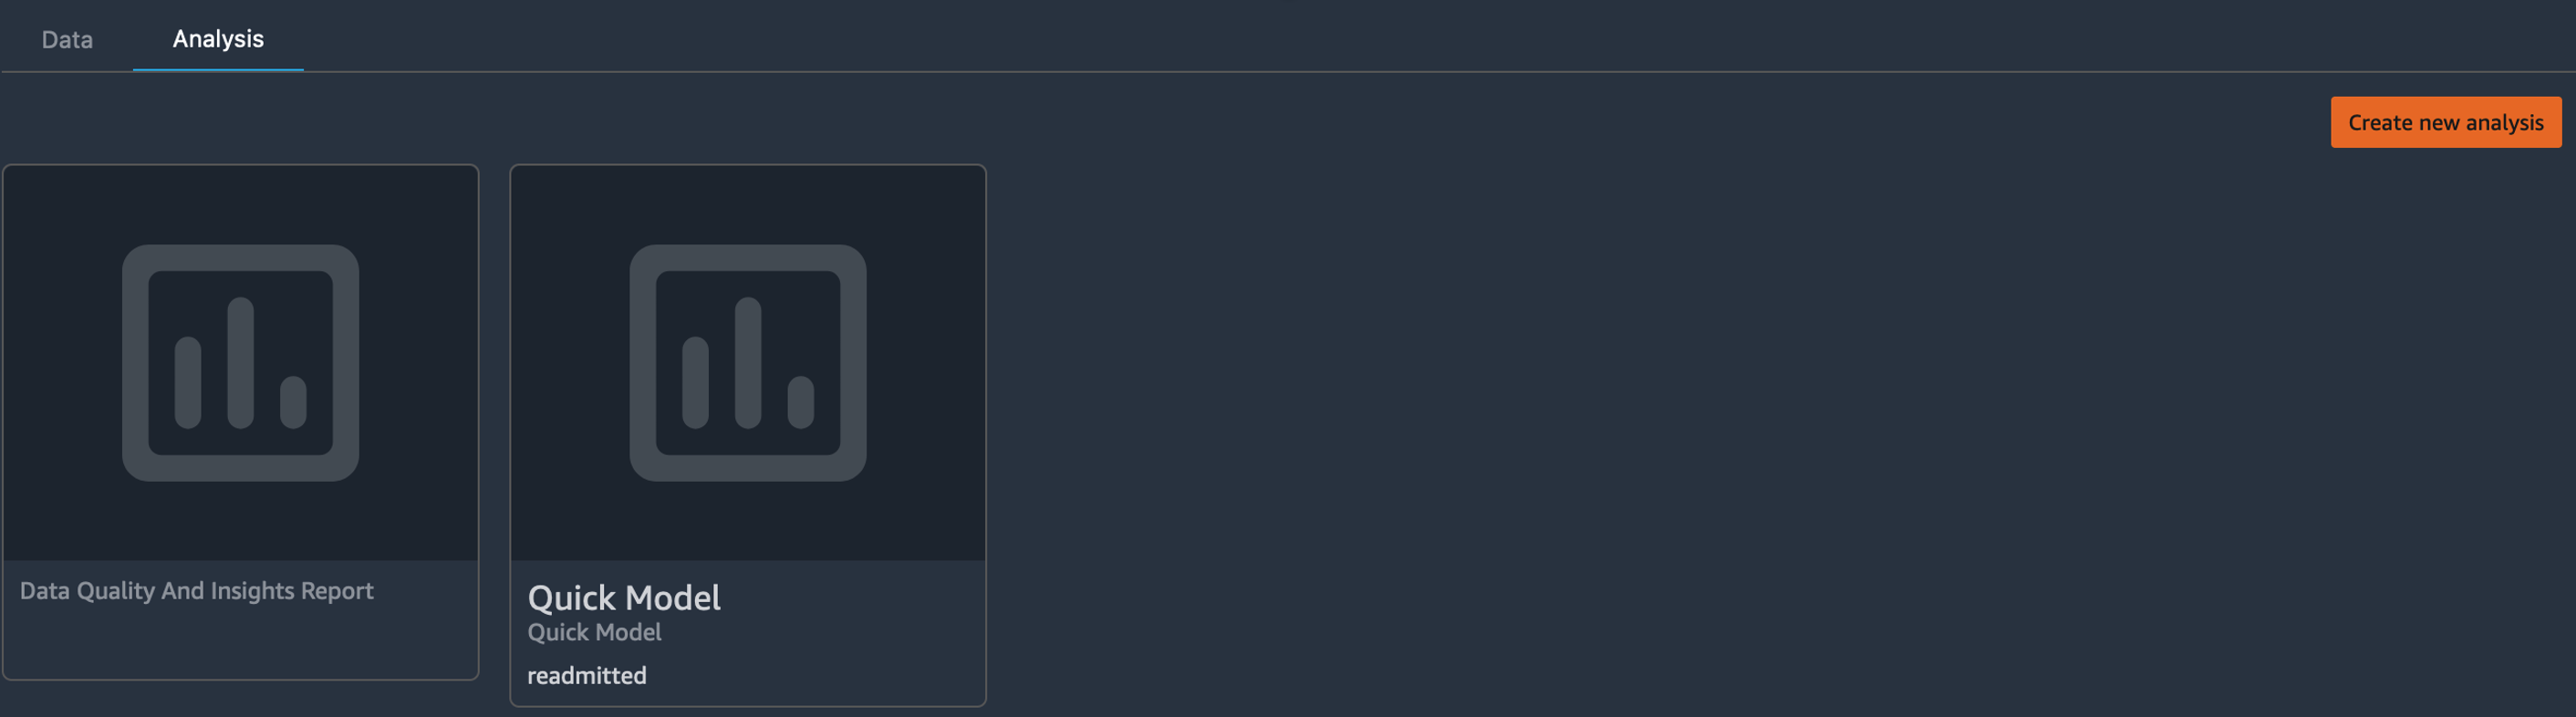 Data
Analysis
Create new analysis
Data Quality And Insights Report
Quick Model
Quick Model
readmitted